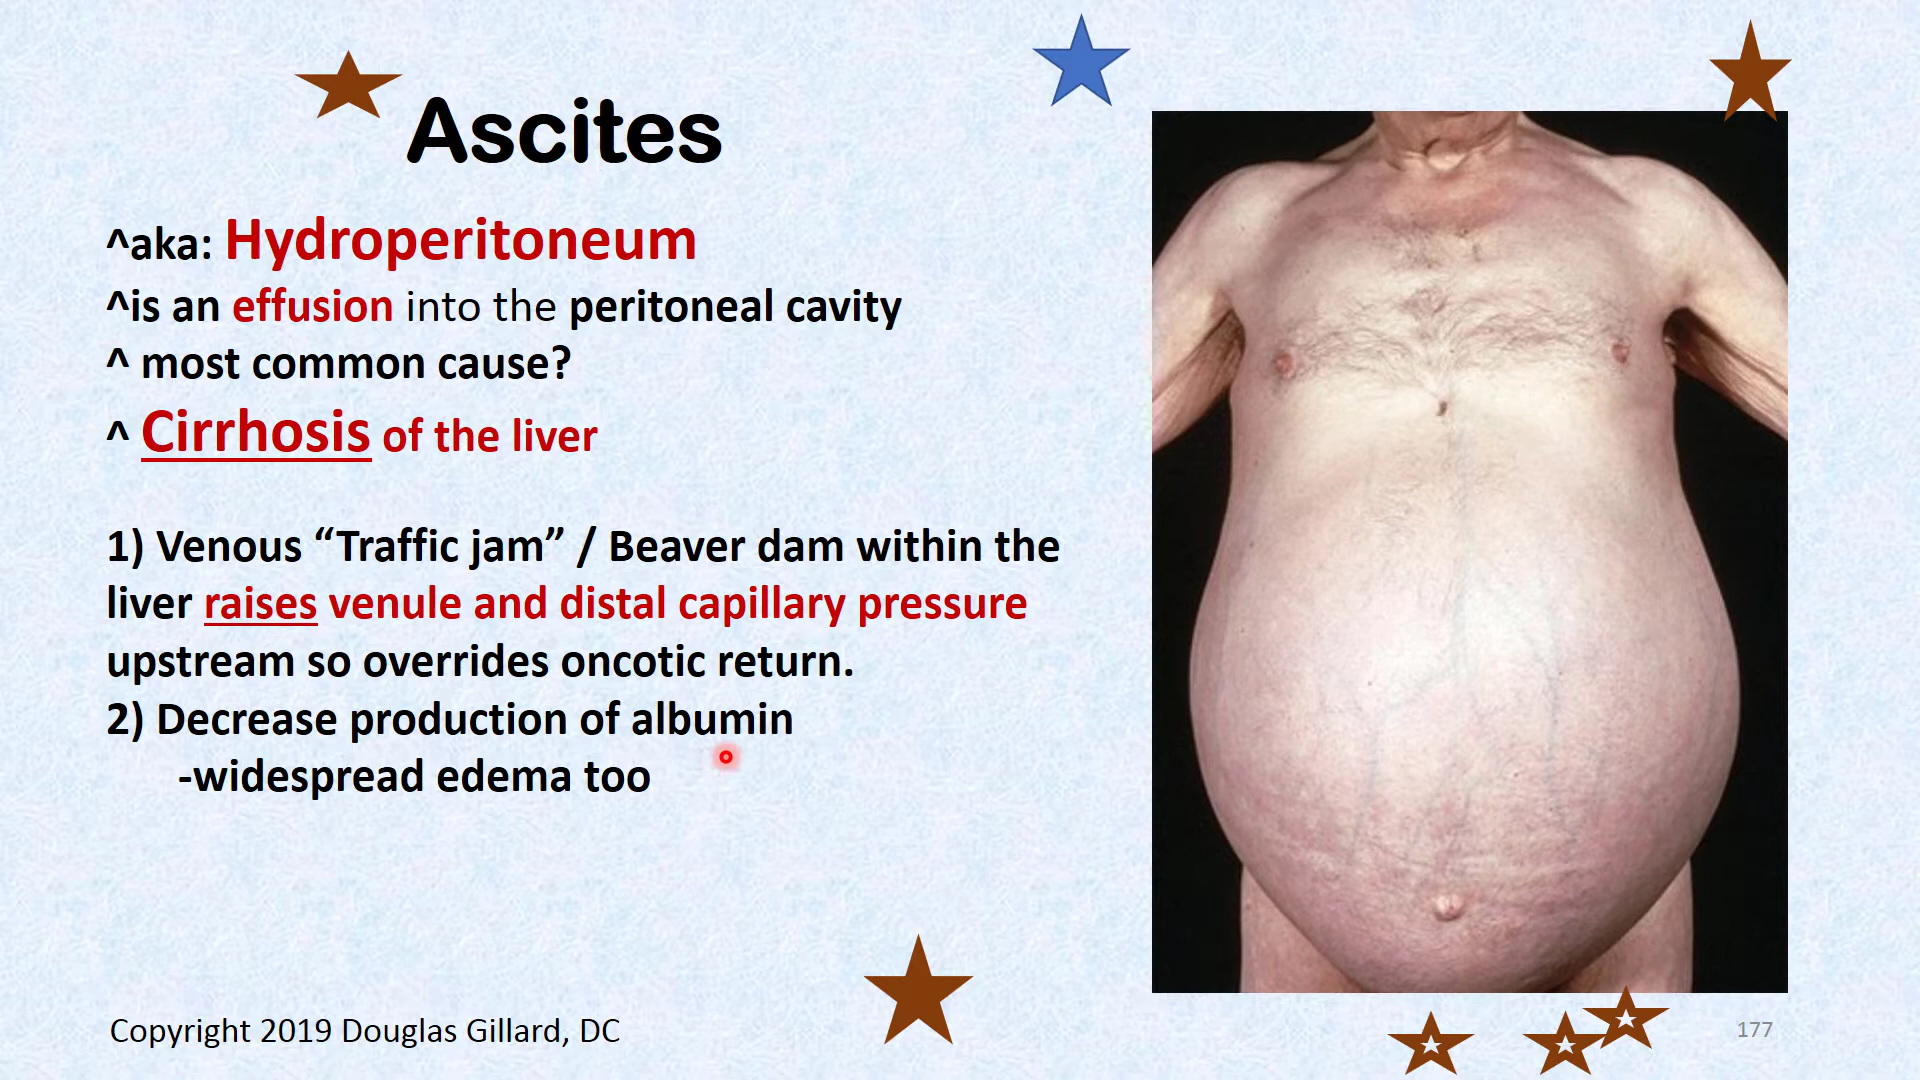 Ascites
^aka: Hydroperitoneum
^is an effusion into the peritoneal cavity
^ most common cause?
^ Cirrhosis of the liver
1) Venous “Traffic jam” / Beaver dam within the
liver raises venule and distal capillary pressure
upstream so overrides oncotic return.
2) Decrease production of albumin
-widespread edema too
Copyright 2019 Douglas Gillard, DC
177